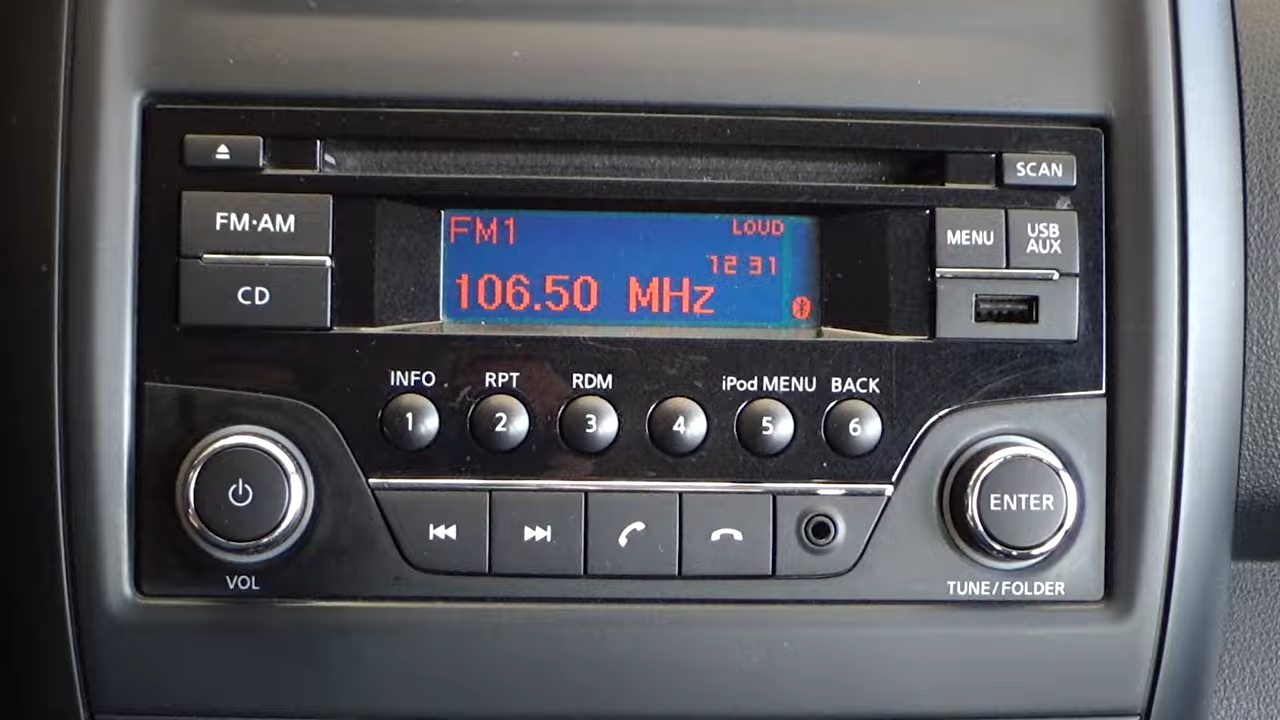 SCAN
FM·AM
CD
FM1
LOUD
12 31
106.50 MHz
MENU
USB
AUX
INFO
RPT
RDM
iPod MENU
BACK
1
2
3
4
5
6
ENTER
VOL
TUNE/FOLDER